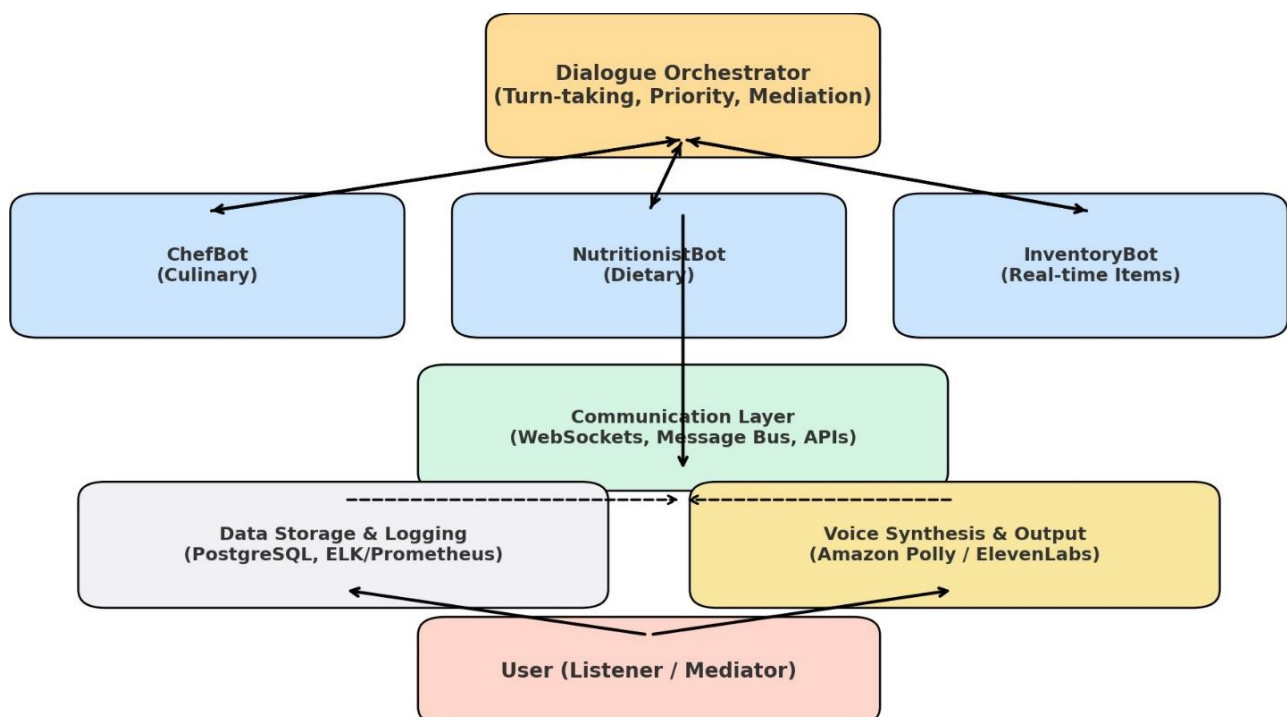 Dialogue Orchestrator
(Turn-taking, Priority, Mediation)
ChefBot
(Culinary)
NutritionistBot
(Dietary)
InventoryBot
(Real-time Items)
Communication Layer
(WebSockets, Message Bus, APIs)
Data Storage & Logging
(PostgreSQL, ELK/Prometheus)
Voice Synthesis & Output
(Amazon Polly / ElevenLabs)
User (Listener / Mediator)